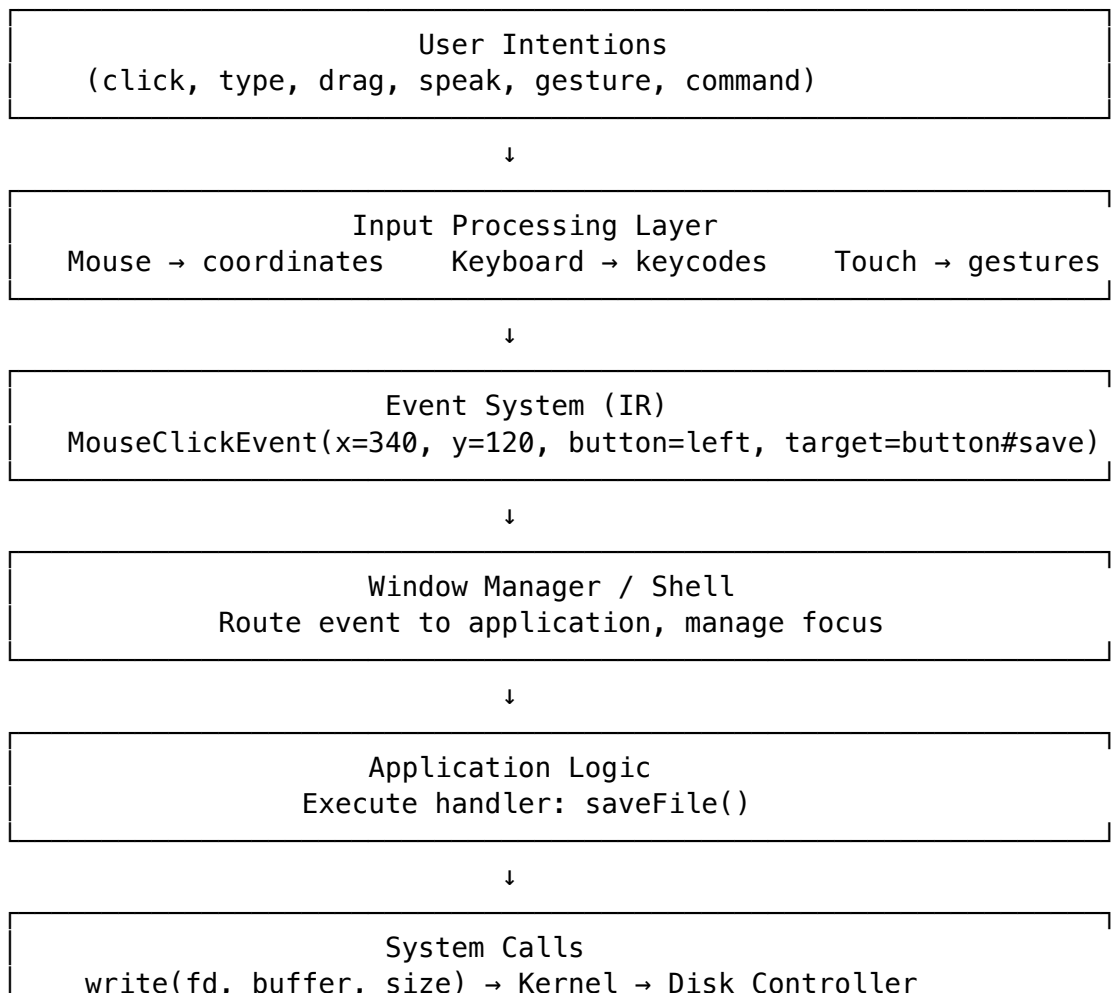 User Intentions
(click, type, drag, speak, gesture, command)
↓
Input Processing Layer
Mouse → coordinates    Keyboard → keycodes    Touch → gestures
↓
Event System (IR)
MouseClickEvent(x=340, y=120, button=left, target=button#save)
↓
Window Manager / Shell
Route event to application, manage focus
↓
Application Logic
Execute handler: saveFile()
↓
System Calls
write(fd, buffer, size) → Kernel → Disk Controller